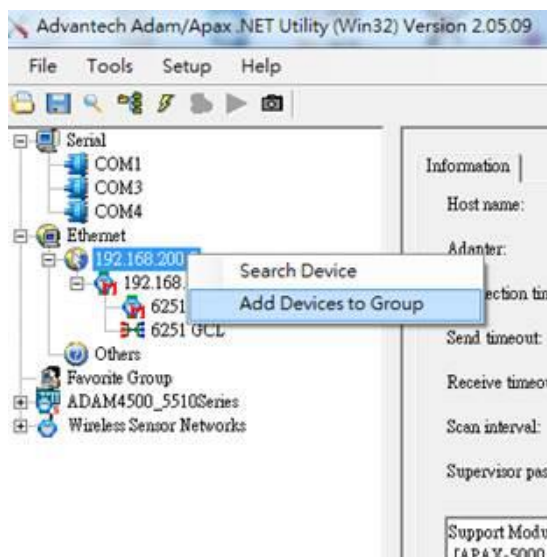 Advantech Adam/Apax .NET Utility (Win32) Version 2.05.09
File Tools Setup Help
Serial
COM1
COM3
COM4
Ethernet
192.168.200
192.168.
6251
6251 GCL
Others
Favorite Group
ADAM4500_5510Series
Wireless Sensor Networks
Search Device
Add Devices to Group
Information
Host name:
Adapter:
ection tim
Send timeout:
Receive timeou
Scan interval:
Supervisor pas
Support Modu
[APAX-5000